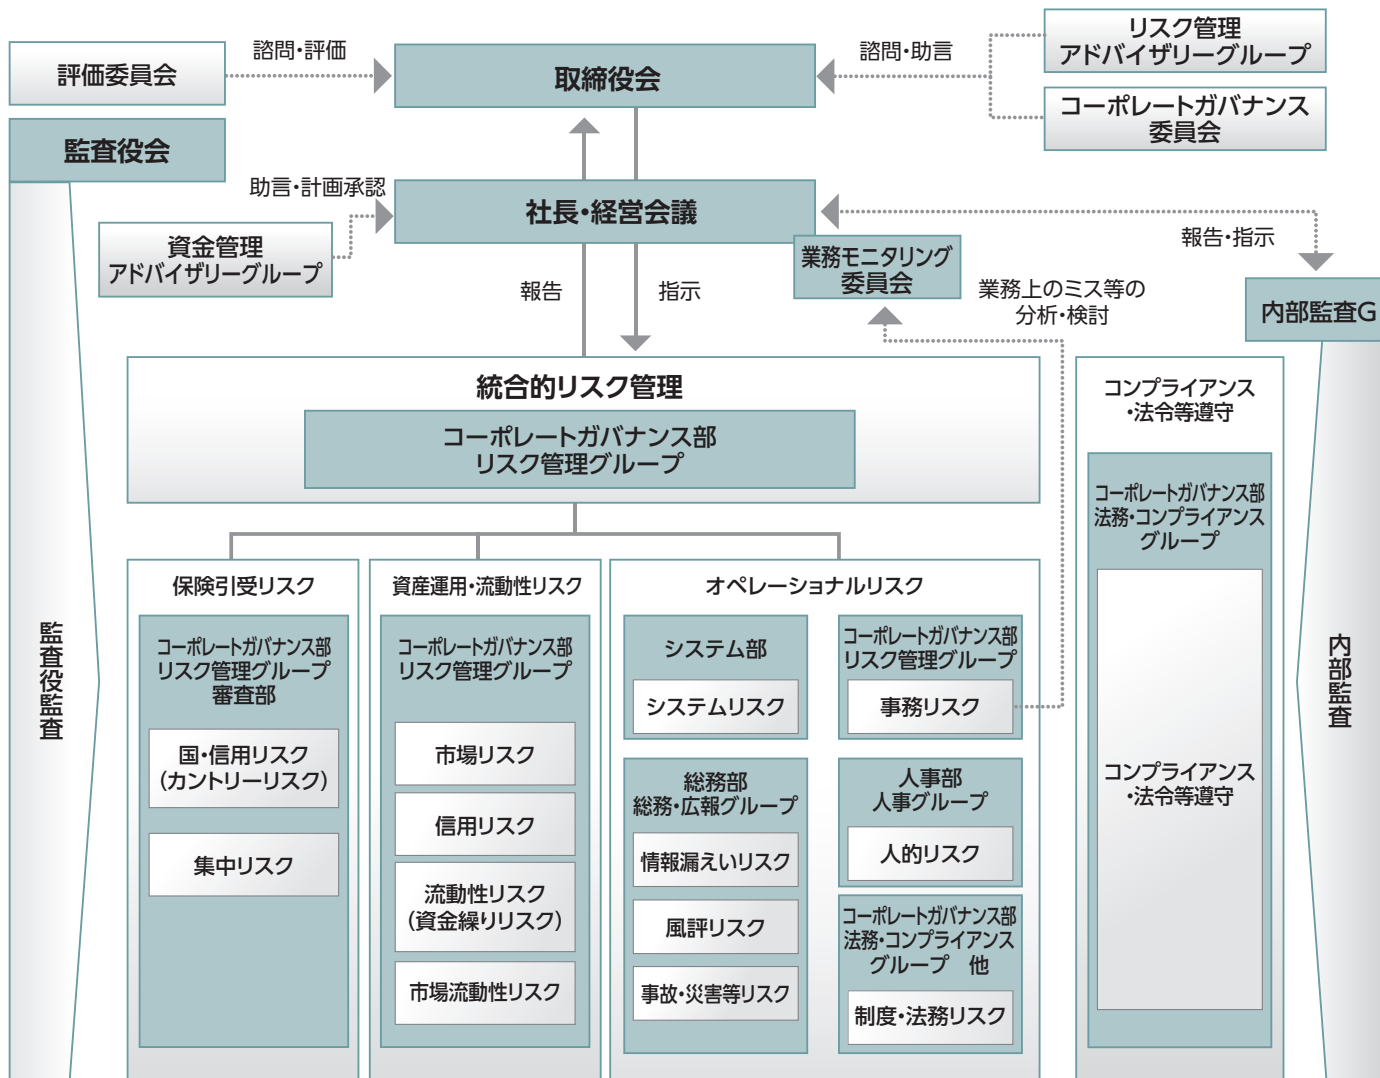 評価委員会
諮問・評価
取締役会
諮問・助言
リスク管理
アドバイザリーグループ
コーポレートガバナンス
委員会
監査役会
助言・計画承認
社長・経営会議
資金管理
アドバイザリーグループ
業務モニタリング
委員会
報告・指示
報告
指示
業務上のミス等の
分析・検討
内部監査G
統合的リスク管理
コーポレートガバナンス部
リスク管理グループ
コンプライアンス
・法令等遵守
コーポレートガバナンス部
法務・コンプライアンス
グループ
コンプライアンス
・法令等遵守
監査役監査
内部監査
保険引受リスク
コーポレートガバナンス部
リスク管理グループ
審査部
国・信用リスク
（カントリーリスク）
集中リスク
資産運用・流動性リスク
コーポレートガバナンス部
リスク管理グループ
市場リスク
信用リスク
流動性リスク
（資金繰りリスク）
市場流動性リスク
オペレーショナルリスク
システム部
システムリスク
コーポレートガバナンス部
リスク管理グループ
事務リスク
総務部
総務・広報グループ
情報漏えいリスク
風評リスク
事故・災害等リスク
人事部
人事グループ
人的リスク
コーポレートガバナンス部
法務・コンプライアンス
グループ　他
制度・法務リスク